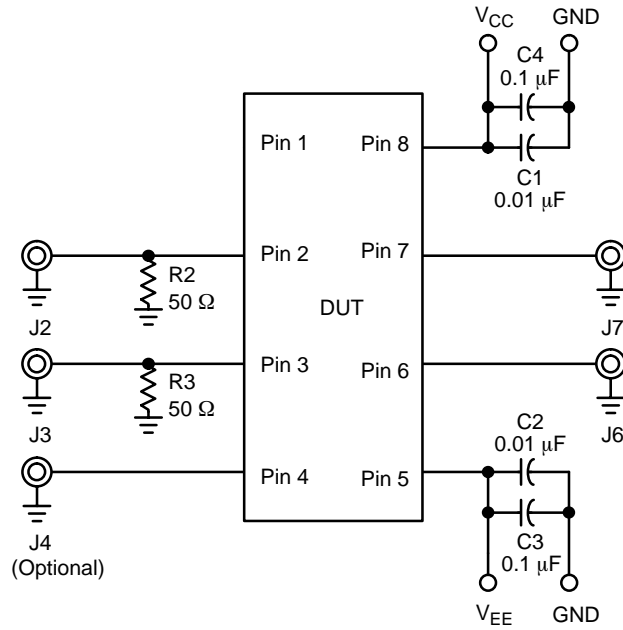 V_CC GND
C4
0.1 μF
Pin 1 Pin 8
C1
0.01 μF
Pin 2 Pin 7
R2
50 Ω
DUT
J2 J7
Pin 3 Pin 6
R3
50 Ω
J3 J6
C2
0.01 μF
Pin 4 Pin 5
C3
0.1 μF
J4
(Optional)
V_EE GND